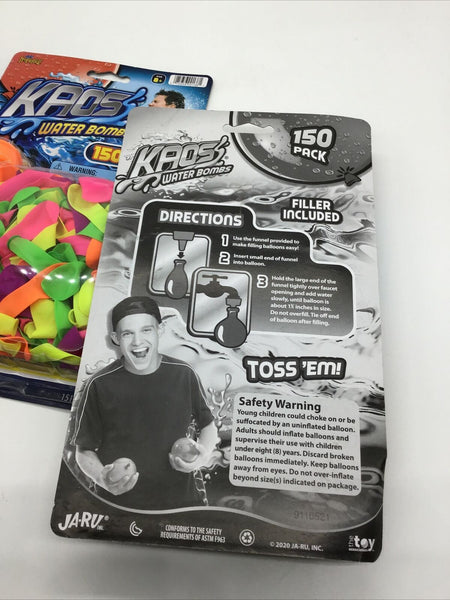 KAOS
WATER BOMBS
150
WARNING:
KAOS
WATER BOMBS
150
PACK
FILLER
INCLUDED
DIRECTIONS
1 Use the funnel provided to
make filling balloons easy!
2 Insert small end of funnel
into balloon.
3 Hold the large end of the
funnel tightly over faucet
opening and add water
slowly, until balloon is
about 1¾ inches in size.
Do not overfill. Tie off end
of balloon after filling.
TOSS 'EM!
Safety Warning
Young children could choke on or be
suffocated by an uninflated balloon.
Adults should inflate balloons and
supervise their use with children
under eight (8) years. Discard broken
balloons immediately. Keep balloons
away from eyes. Do not over-inflate
beyond size(s) indicated on package.
9116521
JA-RU INC.
CONFORMS TO THE SAFETY
REQUIREMENTS OF ASTM F963
© 2020 JA-RU, INC.
the toy